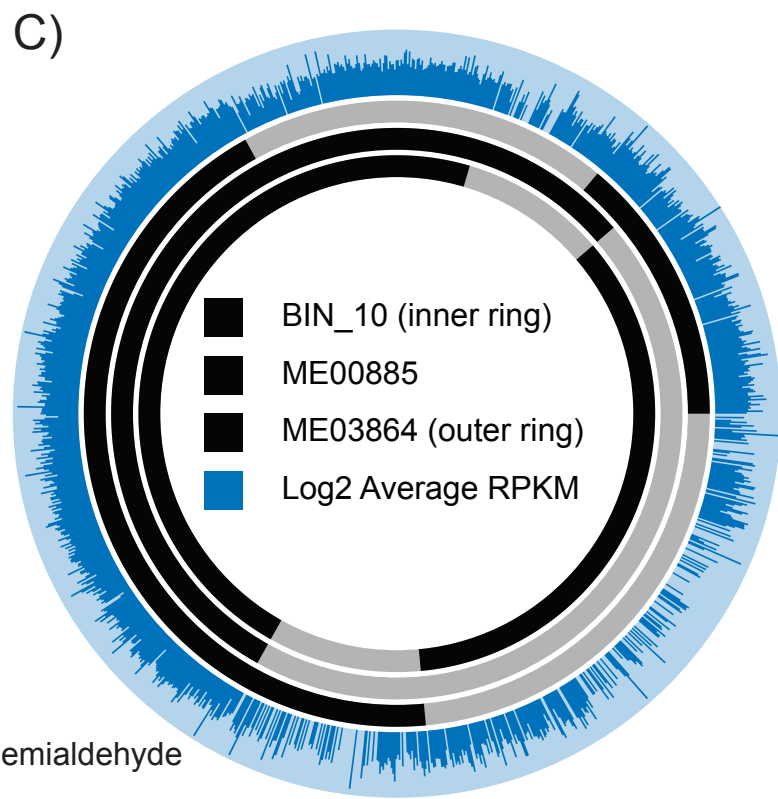 C)
BIN_10 (inner ring)
ME00885
ME03864 (outer ring)
Log2 Average RPKM
emialdehyde